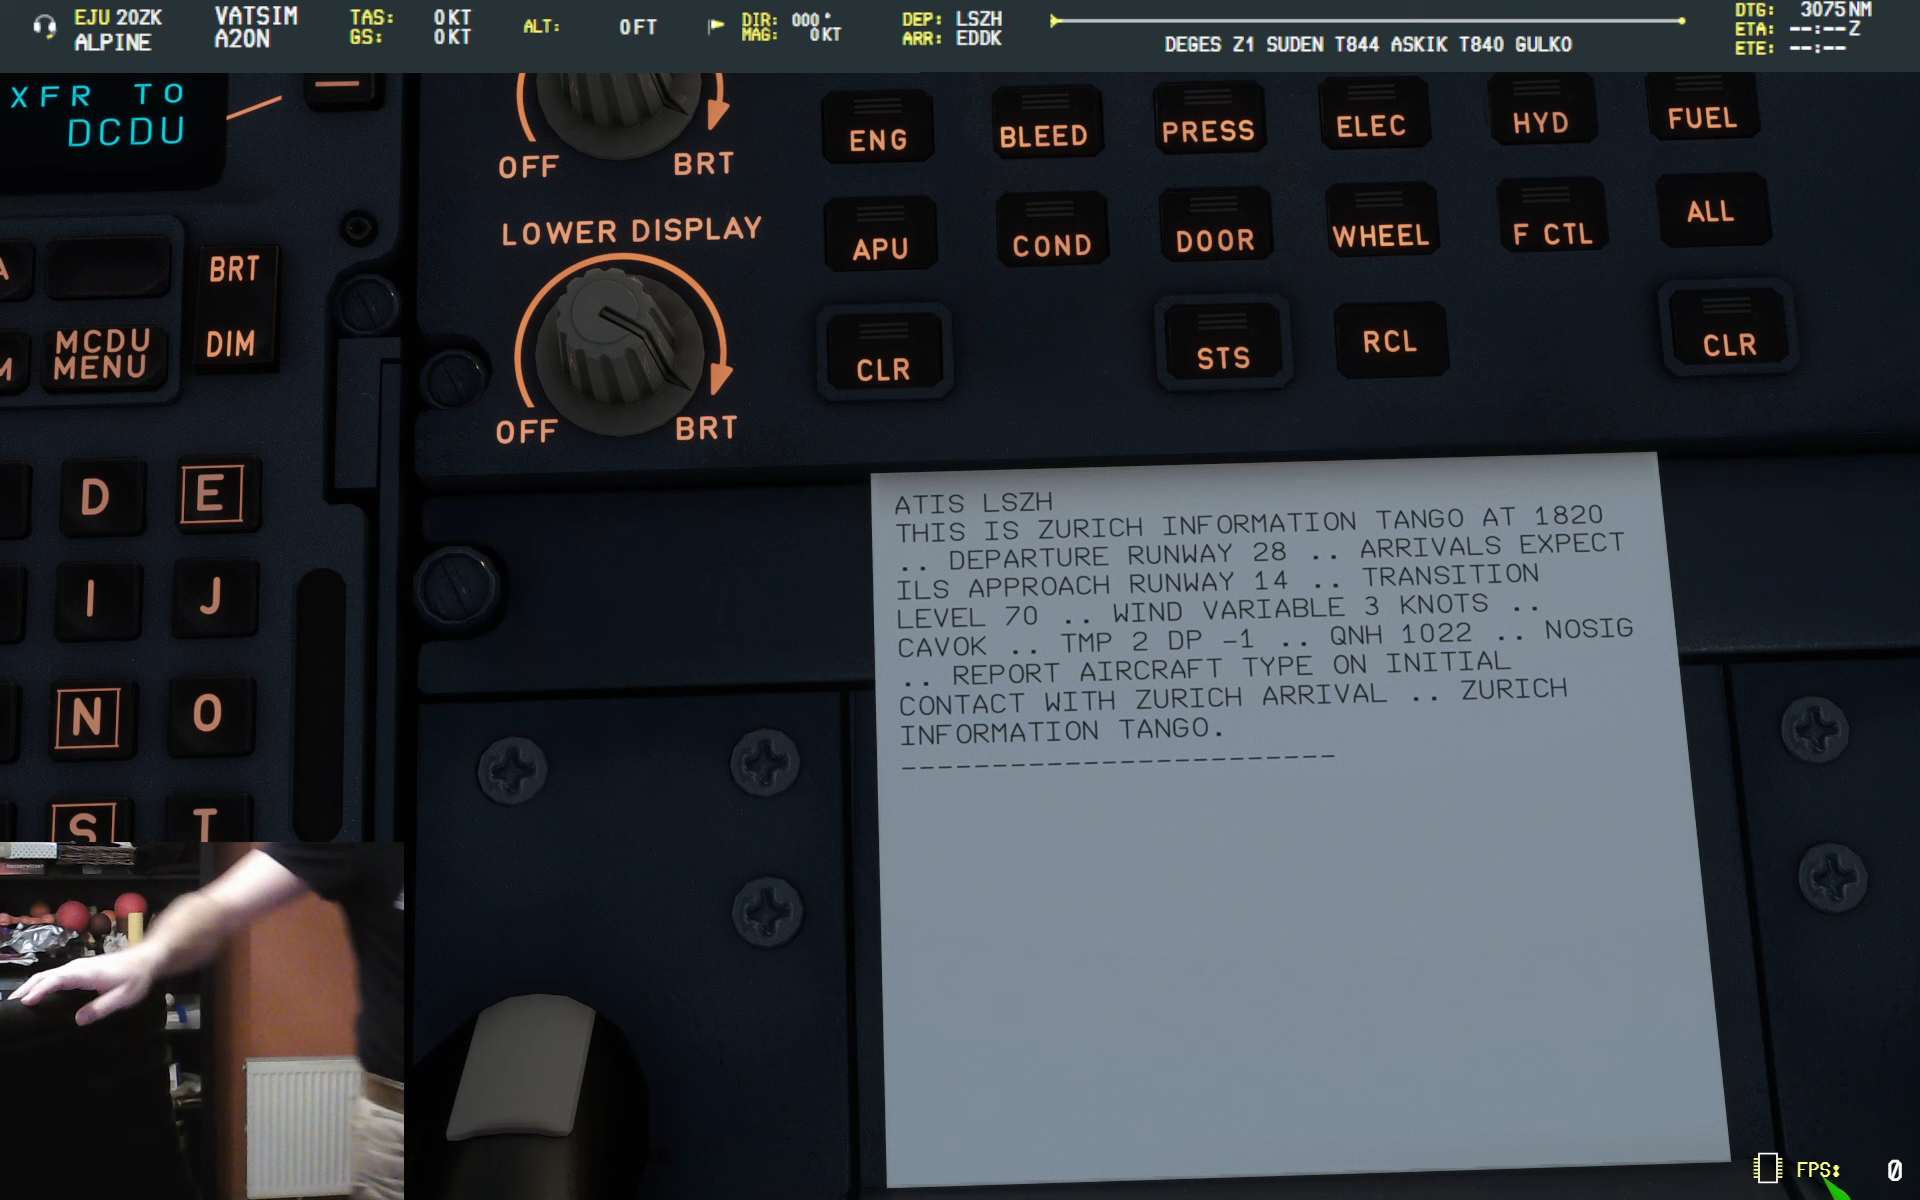 EJU 20ZK
ALPINE
VATSIM
A20N
TAS: 0KT
GS: 0KT
ALT: 0FT
DIR: 000°
MAG: 0KT
DEP: LSZH
ARR: EDDK
DEGES Z1 SUDEN T844 ASKIK T840 GULKO
DTG: 3075NM
ETA: --:--Z
ETE: --:--
XFR TO
DCDU
OFF BRT
LOWER DISPLAY
OFF BRT
ENG BLEED PRESS ELEC HYD FUEL
APU COND DOOR WHEEL F CTL ALL
CLR STS RCL CLR
BRT
DIM
MCDU
MENU
D E
I J
N O
S T
ATIS LSZH
THIS IS ZURICH INFORMATION TANGO AT 1820
.. DEPARTURE RUNWAY 28 .. ARRIVALS EXPECT
ILS APPROACH RUNWAY 14 .. TRANSITION
LEVEL 70 .. WIND VARIABLE 3 KNOTS ..
CAVOK .. TMP 2 DP -1 .. QNH 1022 .. NOSIG
.. REPORT AIRCRAFT TYPE ON INITIAL
CONTACT WITH ZURICH ARRIVAL .. ZURICH
INFORMATION TANGO.
------------------------
FPS: 0